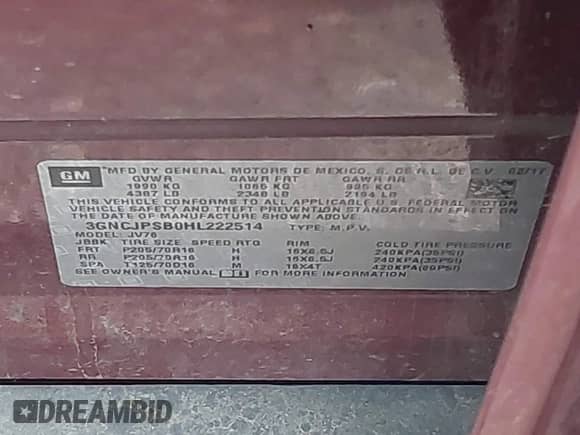 GM
MFD BY GENERAL MOTORS DE MEXICO, S. DE R.L. DE C.V. 02/17
GVWR GAWR FRT GAWR RR
1990 KG 1065 KG 995 KG
4387 LB 2348 LB 2194 LB
THIS VEHICLE CONFORMS TO ALL APPLICABLE U.S. FEDERAL MOTOR
VEHICLE SAFETY AND THEFT PREVENTION STANDARDS IN EFFECT
ON THE DATE OF MANUFACTURE SHOWN ABOVE.
3GNCJPSB0HL222514 TYPE: M.P.V.
MODEL: JV76
JBBK TIRE SIZE SPEED RTG RIM COLD TIRE PRESSURE
FRT P205/70R16 H 16X6.5J 240KPA(35PSI)
RR P205/70R16 H 16X6.5J 240KPA(35PSI)
SPA T125/70D16 M 16X4T 420KPA(60PSI)
SEE OWNER'S MANUAL FOR MORE INFORMATION
DREAMBID